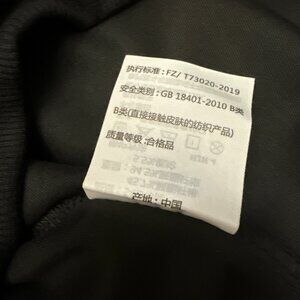 执行标准：FZ/T73020-2019
安全类别：GB 18401-2010 B类
B类(直接接触皮肤的纺织产品)
质量等级:合格品
产地：中国